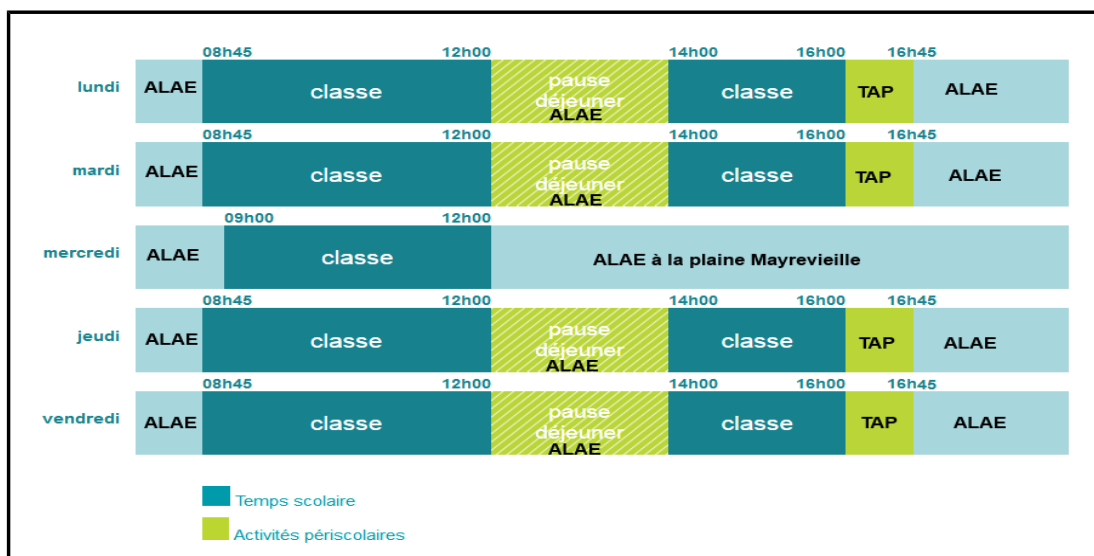 08h45 12h00 14h00 16h00 16h45
lundi ALAE classe pause déjeuner ALAE classe TAP ALAE
08h45 12h00 14h00 16h00 16h45
mardi ALAE classe pause déjeuner ALAE classe TAP ALAE
09h00 12h00
mercredi ALAE classe ALAE à la plaine Mayrevieille
08h45 12h00 14h00 16h00 16h45
jeudi ALAE classe pause déjeuner ALAE classe TAP ALAE
08h45 12h00 14h00 16h00 16h45
vendredi ALAE classe pause déjeuner ALAE classe TAP ALAE
Temps scolaire
Activités périscolaires